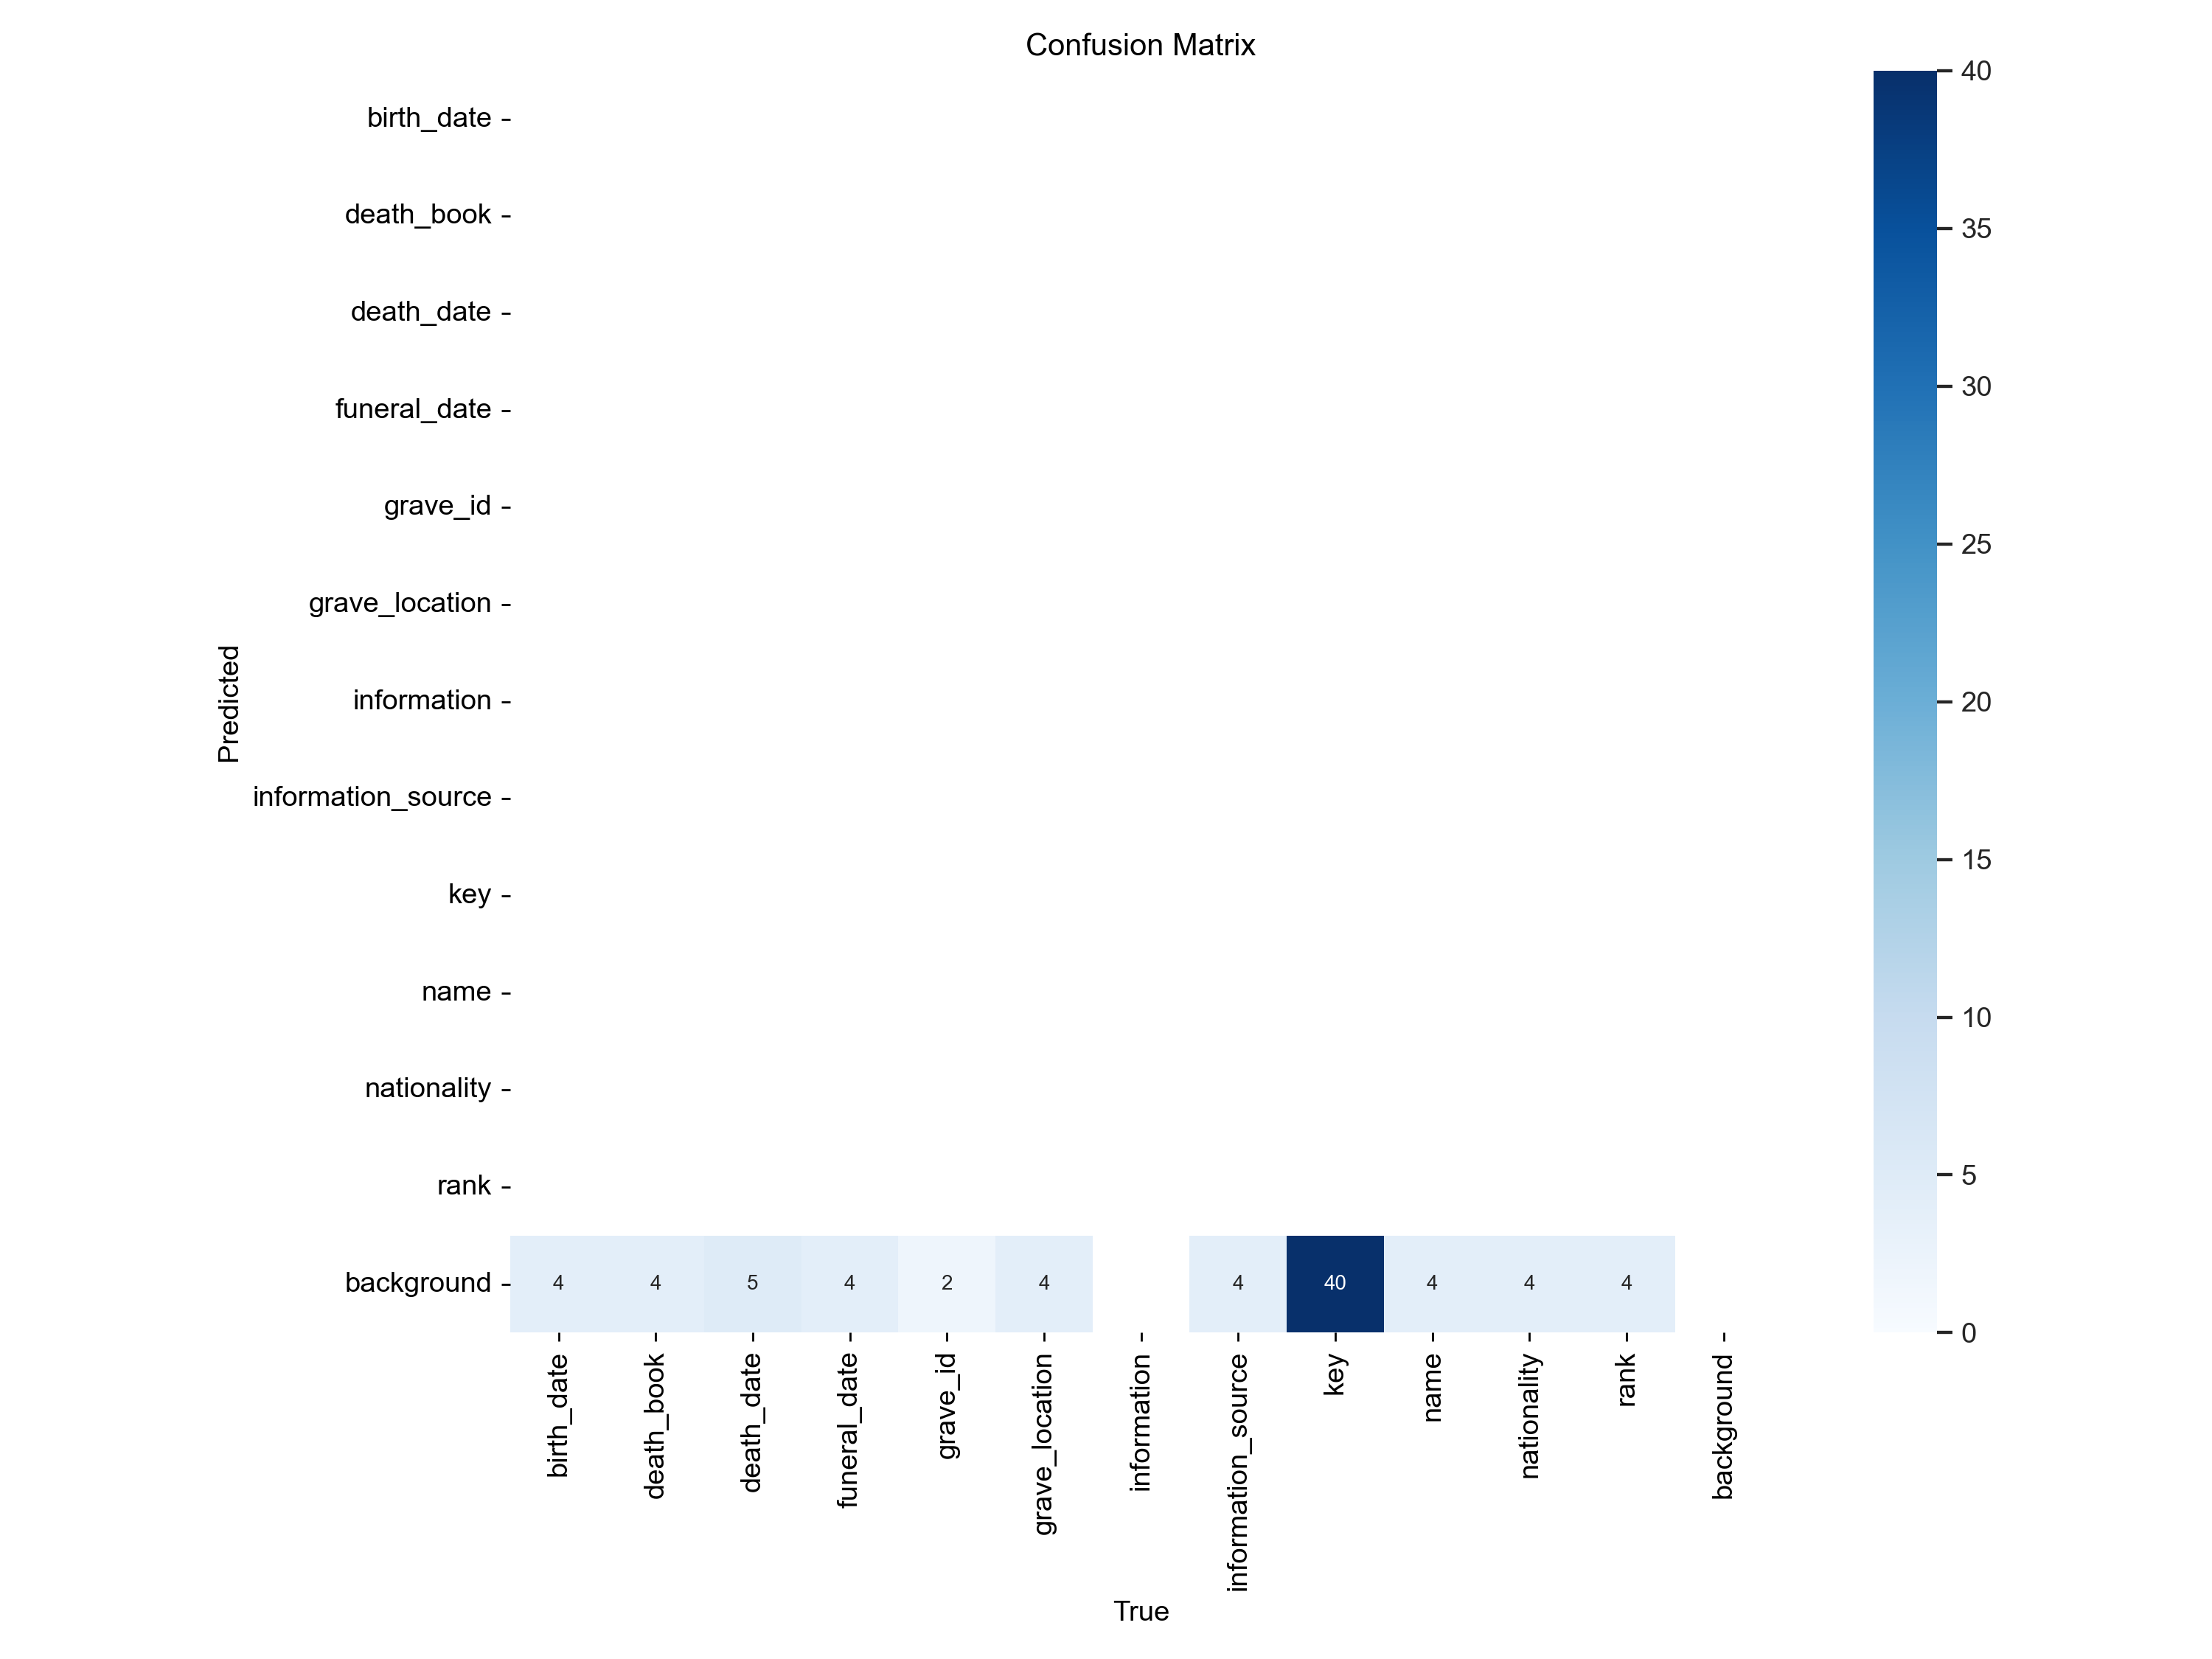 Confusion Matrix
birth_date
death_book
death_date
funeral_date
grave_id
grave_location
information
information_source
key
name
nationality
rank
background
Predicted
4 4 5 4 2 4 4 40 4 4 4
birth_date
death_book
death_date
funeral_date
grave_id
grave_location
information
information_source
key
name
nationality
rank
background
True
40
35
30
25
20
15
10
5
0